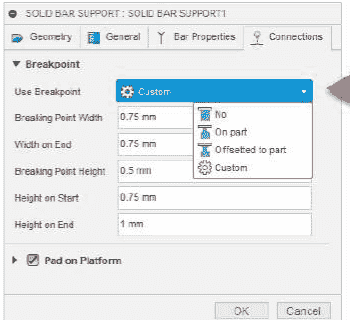 SOLID BAR SUPPORT : SOLID BAR SUPPORT1
Geometry General Bar Properties Connections
Breakpoint
Use Breakpoint Custom
No
On part
Offsetted to part
Custom
Breaking Point Width 0.75 mm
Width on End 0.75 mm
Breaking Point Height 0.5 mm
Height on Start 0.75 mm
Height on End 1 mm
Pad on Platform
OK Cancel